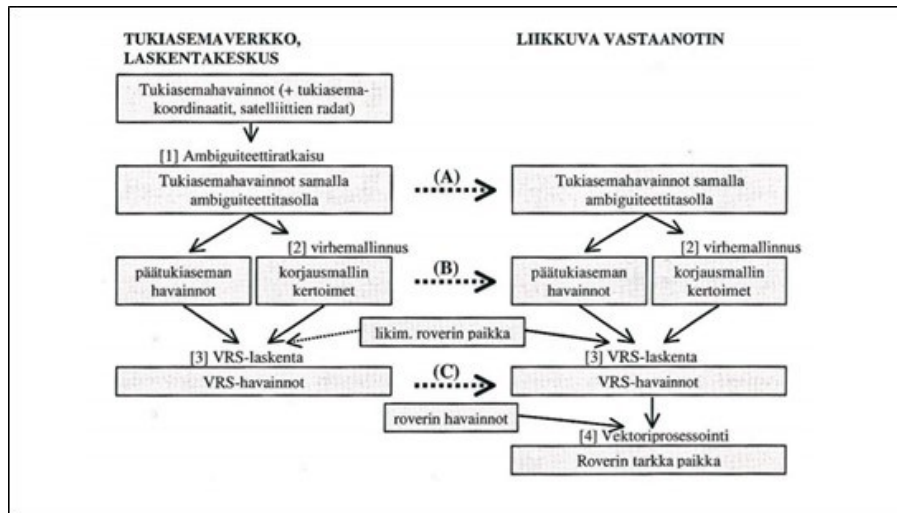 TUKIASEMAVERKKO,
LASKENTAKESKUS
LIIKKUVA VASTAANOTIN
Tukiasemahavainnot (+ tukiasema-
koordinaatit, satelliittien radat)
[1] Ambiguiteettiratkaisu
Tukiasemahavainnot samalla
ambiguiteettitasolla
(A)
Tukiasemahavainnot samalla
ambiguiteettitasolla
[2] virhemallinnus
[2] virhemallinnus
päätukiaseman
havainnot
korjausmallin
kertoimet
(B)
päätukiaseman
havainnot
korjausmallin
kertoimet
likim. roverin paikka
[3] VRS-laskenta
[3] VRS-laskenta
VRS-havainnot
(C)
VRS-havainnot
roverin havainnot
[4] Vektoriprosessointi
Roverin tarkka paikka